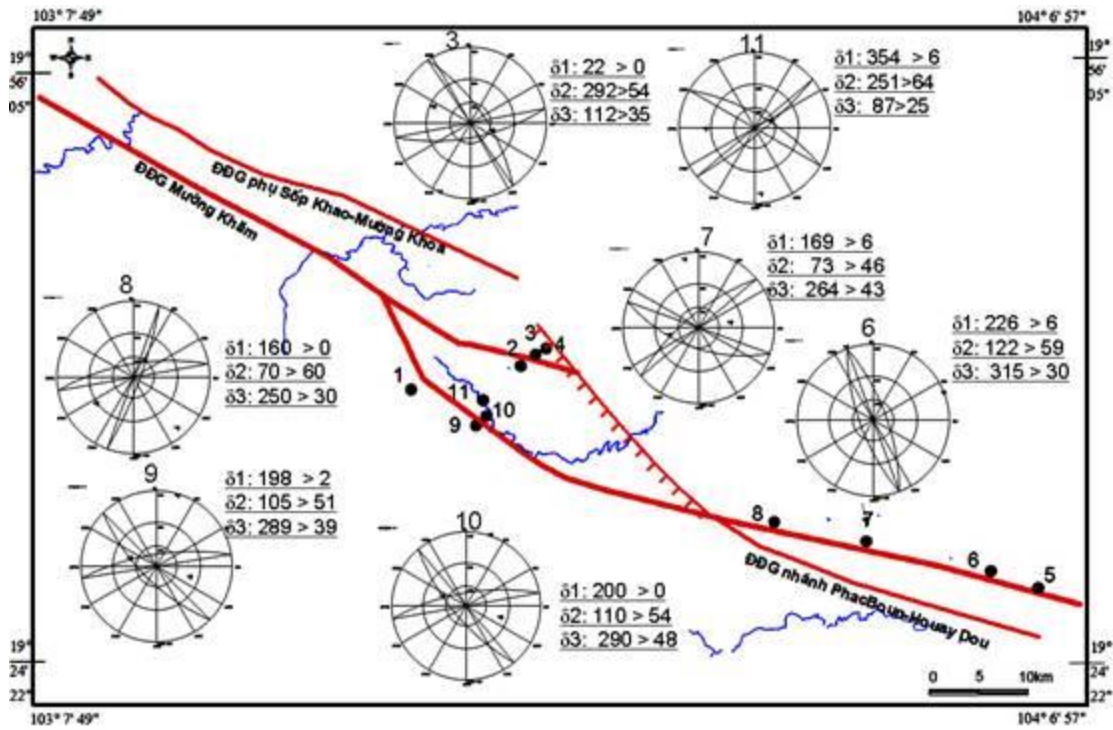 103° 7' 49"
104° 6' 57"
19°
56'
05"
19°
56'
05"
3
δ1: 22 > 0
δ2: 292>54
δ3: 112>35
11
δ1: 354 > 6
δ2: 251>64
δ3: 87>25
ĐĐG phụ Sốp Khao-Mường Khoa
ĐĐG Mường Khăm
7
δ1: 169 > 6
δ2: 73 > 46
δ3: 264 > 43
8
δ1: 160 > 0
δ2: 70 > 60
δ3: 250 > 30
6
δ1: 226 > 6
δ2: 122 > 59
δ3: 315 > 30
3
4
2
1
11
10
9
9
δ1: 198 > 2
δ2: 105 > 51
δ3: 289 > 39
10
δ1: 200 > 0
δ2: 110 > 54
δ3: 290 > 48
8
7
6
5
ĐĐG nhánh PhacBoun-Houay Dou
19°
24'
22"
19°
24'
22"
0 5 10km
103° 7' 49"
104° 6' 57"